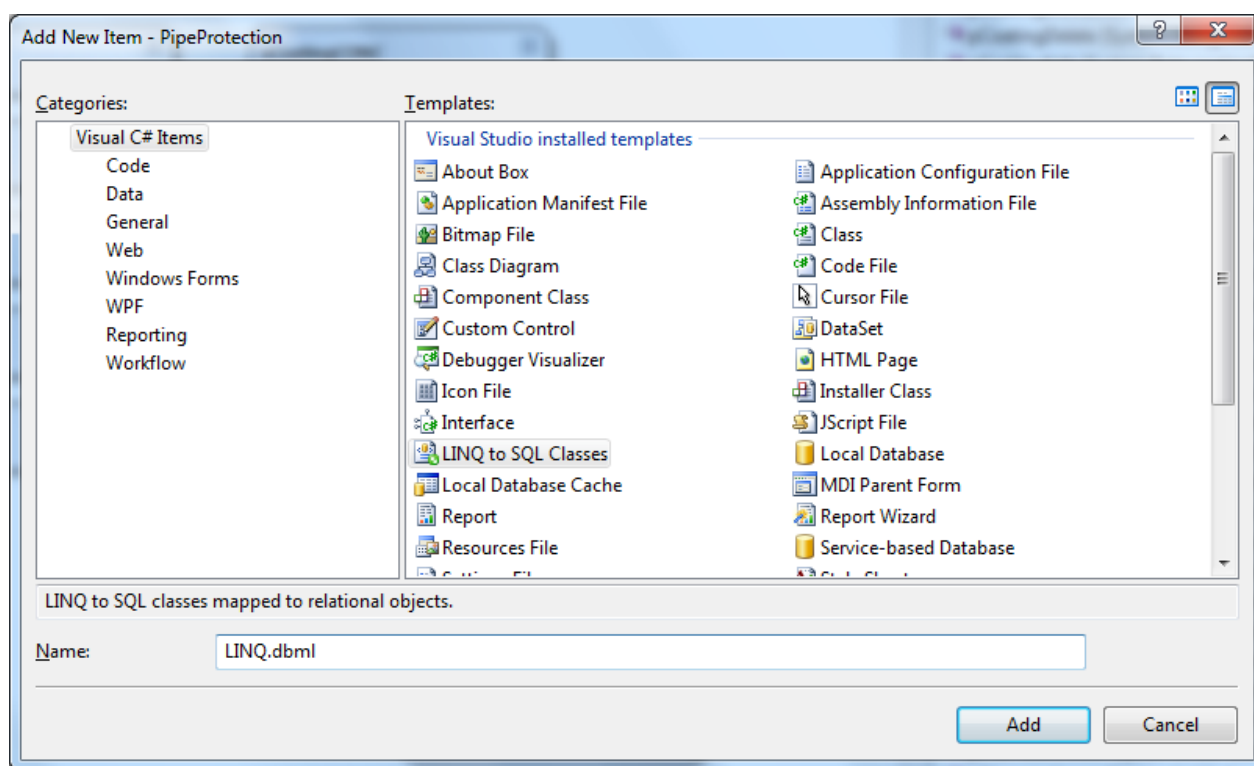 Add New Item - PipeProtection
Categories:
Templates:
Visual C# Items
Code
Data
General
Web
Windows Forms
WPF
Reporting
Workflow
Visual Studio installed templates
About Box
Application Configuration File
Application Manifest File
Assembly Information File
Bitmap File
Class
Class Diagram
Code File
Component Class
Cursor File
Custom Control
DataSet
Debugger Visualizer
HTML Page
Icon File
Installer Class
Interface
JScript File
LINQ to SQL Classes
Local Database
Local Database Cache
MDI Parent Form
Report
Report Wizard
Resources File
Service-based Database
LINQ to SQL classes mapped to relational objects.
Name:
LINQ.dbml
Add
Cancel